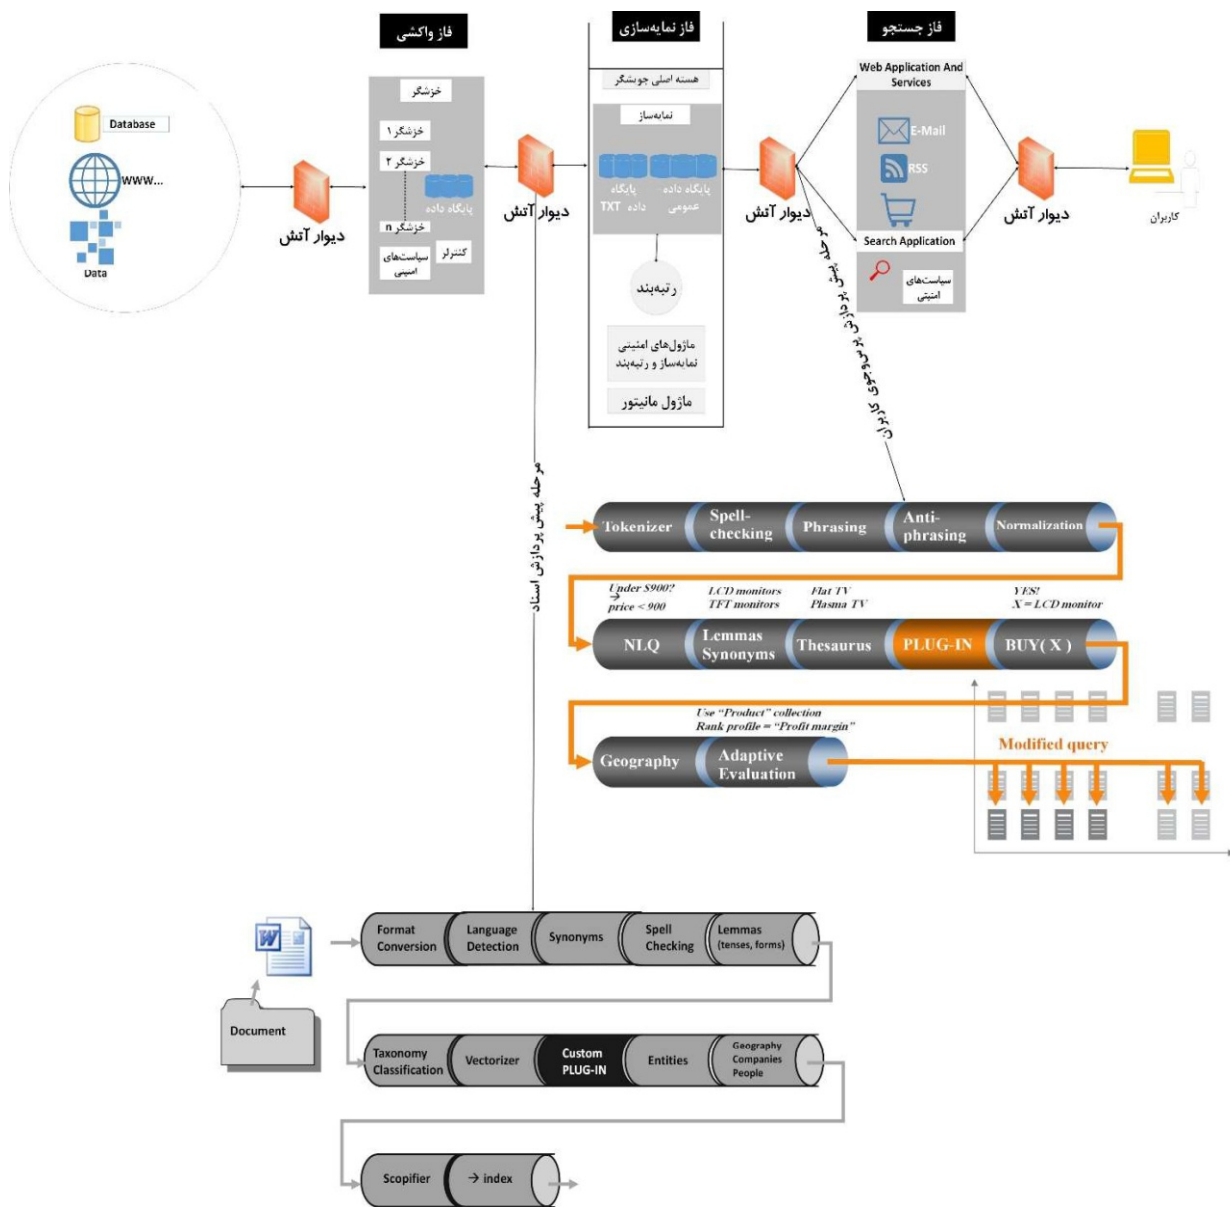 فاز واکشی
فاز نمایه‌سازی
فاز جستجو
Database
WWW...
Data
دیوار آتش
خزشگر
خزشگر ۱
خزشگر ۲
پایگاه داده
خزشگر n
کنترلر
سیاست‌های
امنیتی
دیوار آتش
هسته اصلی جویشگر
نمایه‌ساز
پایگاه
داده TXT
پایگاه داده
عمومی
رتبه‌بند
ماژول‌های امنیتی
نمایه‌ساز و رتبه‌بند
ماژول مانیتور
دیوار آتش
Web Application And
Services
E-Mail
RSS
Search Application
سیاست‌های
امنیتی
دیوار آتش
کاربران
مرحله پیش پردازش پرس‌وجوی کاربران
مرحله پیش پردازش اسناد
Tokenizer
Spell-
checking
Phrasing
Anti-
phrasing
Normalization
Under $900?
→
price < 900
LCD monitors
TFT monitors
Flat TV
Plasma TV
YES!
X = LCD monitor
NLQ
Lemmas
Synonyms
Thesaurus
PLUG-IN
BUY( X )
Use “Product” collection
Rank profile = “Profit margin”
Geography
Adaptive
Evaluation
Modified query
Document
Format
Conversion
Language
Detection
Synonyms
Spell
Checking
Lemmas
(tenses, forms)
Taxonomy
Classification
Vectorizer
Custom
PLUG-IN
Entities
Geography
Companies
People
Scopifier
→ index